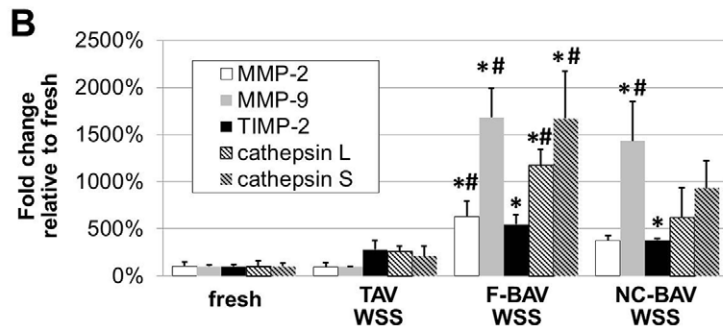 B
Fold change
relative to fresh
2500%
2000%
1500%
1000%
500%
0%
MMP-2
MMP-9
TIMP-2
cathepsin L
cathepsin S
*#
*#
*
*#
*#
*#
*
fresh
TAV
WSS
F-BAV
WSS
NC-BAV
WSS